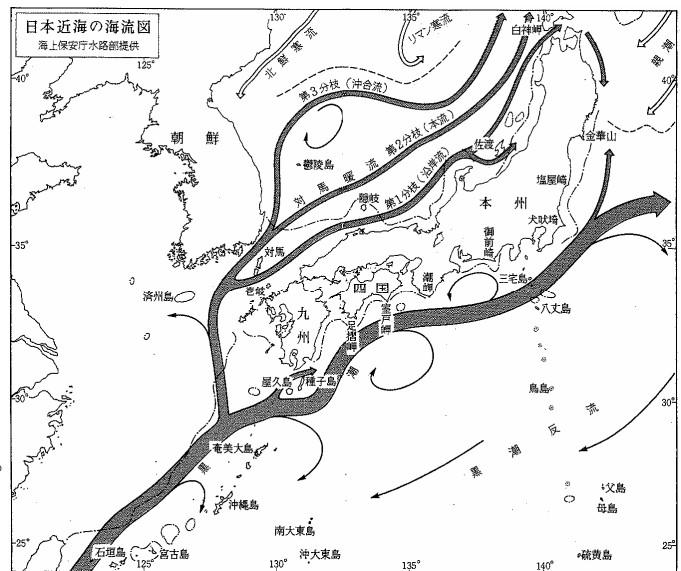 日本近海の海流図
海上保安庁水路部提供
130°
135°
140°
125°
40°
40°
北鮮寒流
リマン寒流
白神岬
親潮
第3分枝(沖合流)
朝鮮
鬱陵島
対馬暖流
第2分枝(本流)
佐渡
金華山
第1分枝(沿岸流)
隠岐
塩屋崎
本州
犬吠埼
御前崎
35°
35°
対馬
済州島
壱岐
四国
潮岬
三宅島
八丈島
九州
足摺岬
室戸岬
屋久島
種子島
潮
鳥島
30°
30°
黒潮反流
奄美大島
黒
沖縄島
父島
母島
南大東島
25°
25°
石垣島
宮古島
沖大東島
硫黄島
125°
130°
135°
140°